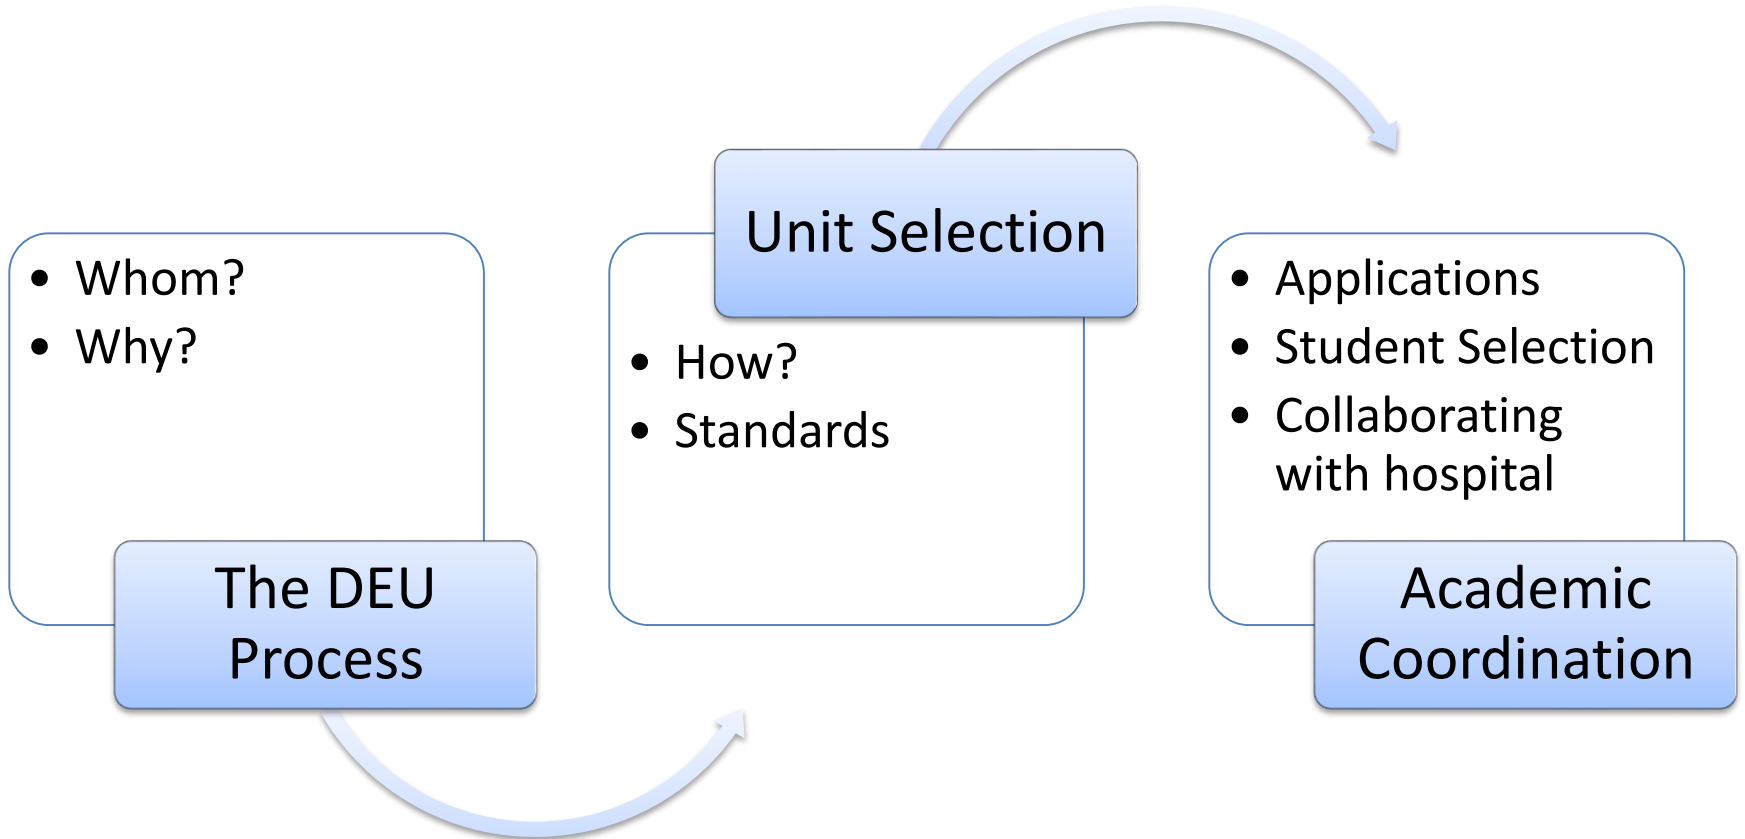 • Whom?
• Why?
The DEU
Process
Unit Selection
• How?
• Standards
• Applications
• Student Selection
• Collaborating
with hospital
Academic
Coordination